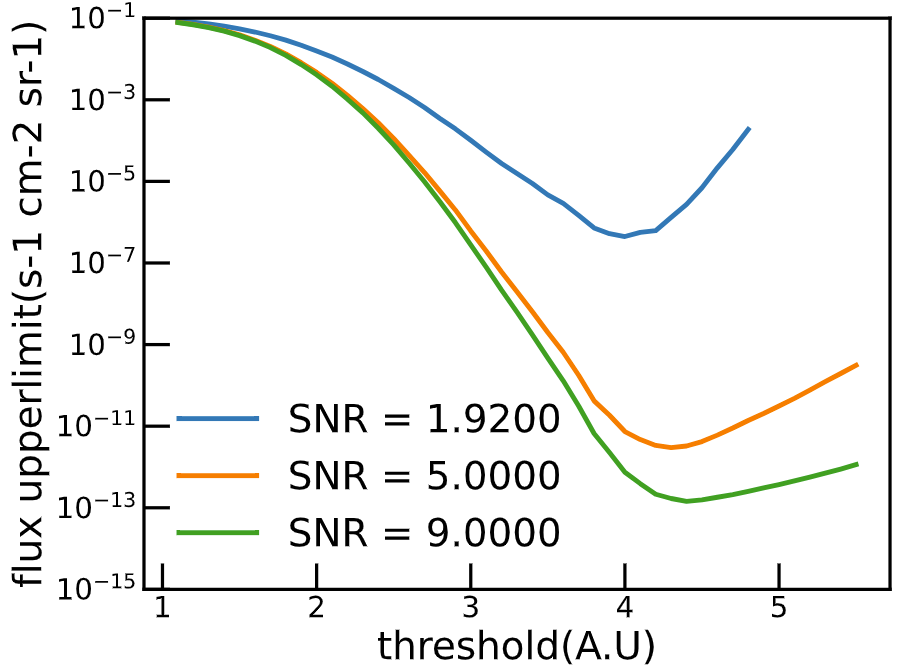 flux upperlimit(s-1 cm-2 sr-1)
10⁻¹
10⁻³
10⁻⁵
10⁻⁷
10⁻⁹
10⁻¹¹
10⁻¹³
10⁻¹⁵
SNR = 1.9200
SNR = 5.0000
SNR = 9.0000
1 2 3 4 5
threshold(A.U)